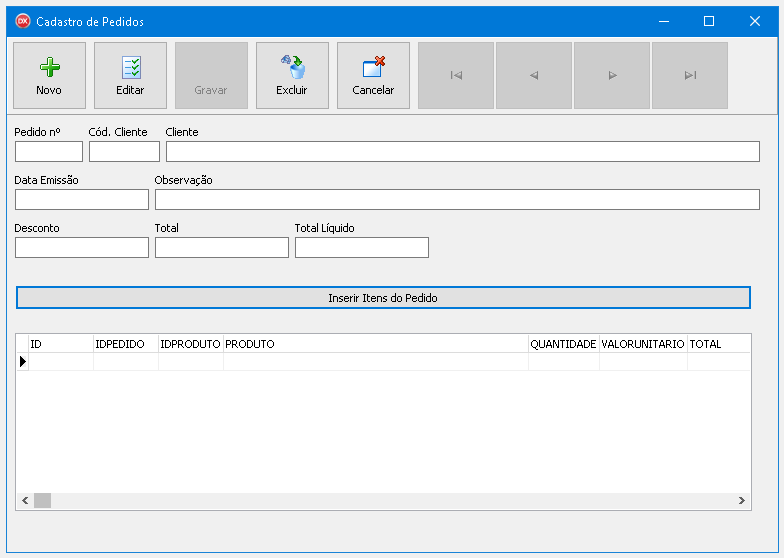 DX Cadastro de Pedidos
Novo Editar Gravar Excluir Cancelar
Pedido nº Cód. Cliente Cliente
Data Emissão Observação
Desconto Total Total Líquido
Inserir Itens do Pedido
ID IDPEDIDO IDPRODUTO PRODUTO QUANTIDADE VALORUNITARIO TOTAL